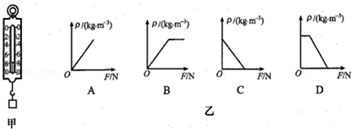 ρ/(kg·m⁻³) ρ/(kg·m⁻³) ρ/(kg·m⁻³) ρ/(kg·m⁻³)
O F/N O F/N O F/N O F/N
A B C D
甲 乙